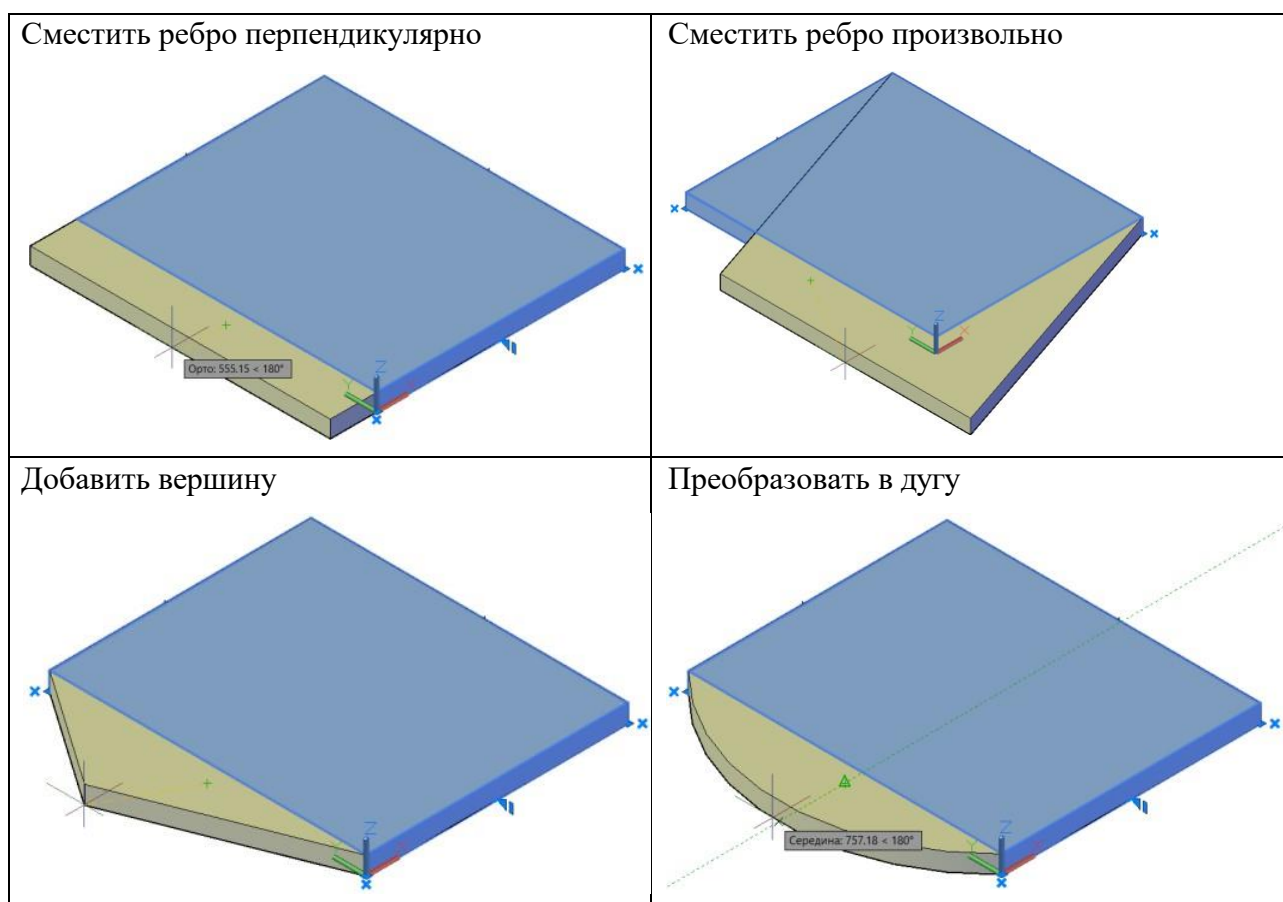 Сместить ребро перпендикулярно
Сместить ребро произвольно
Z
Y
Орто: 555.15 < 180°
Z
Y
X
Добавить вершину
Преобразовать в дугу
Z
Y
Середина: 757.18 < 180°
Z
Y